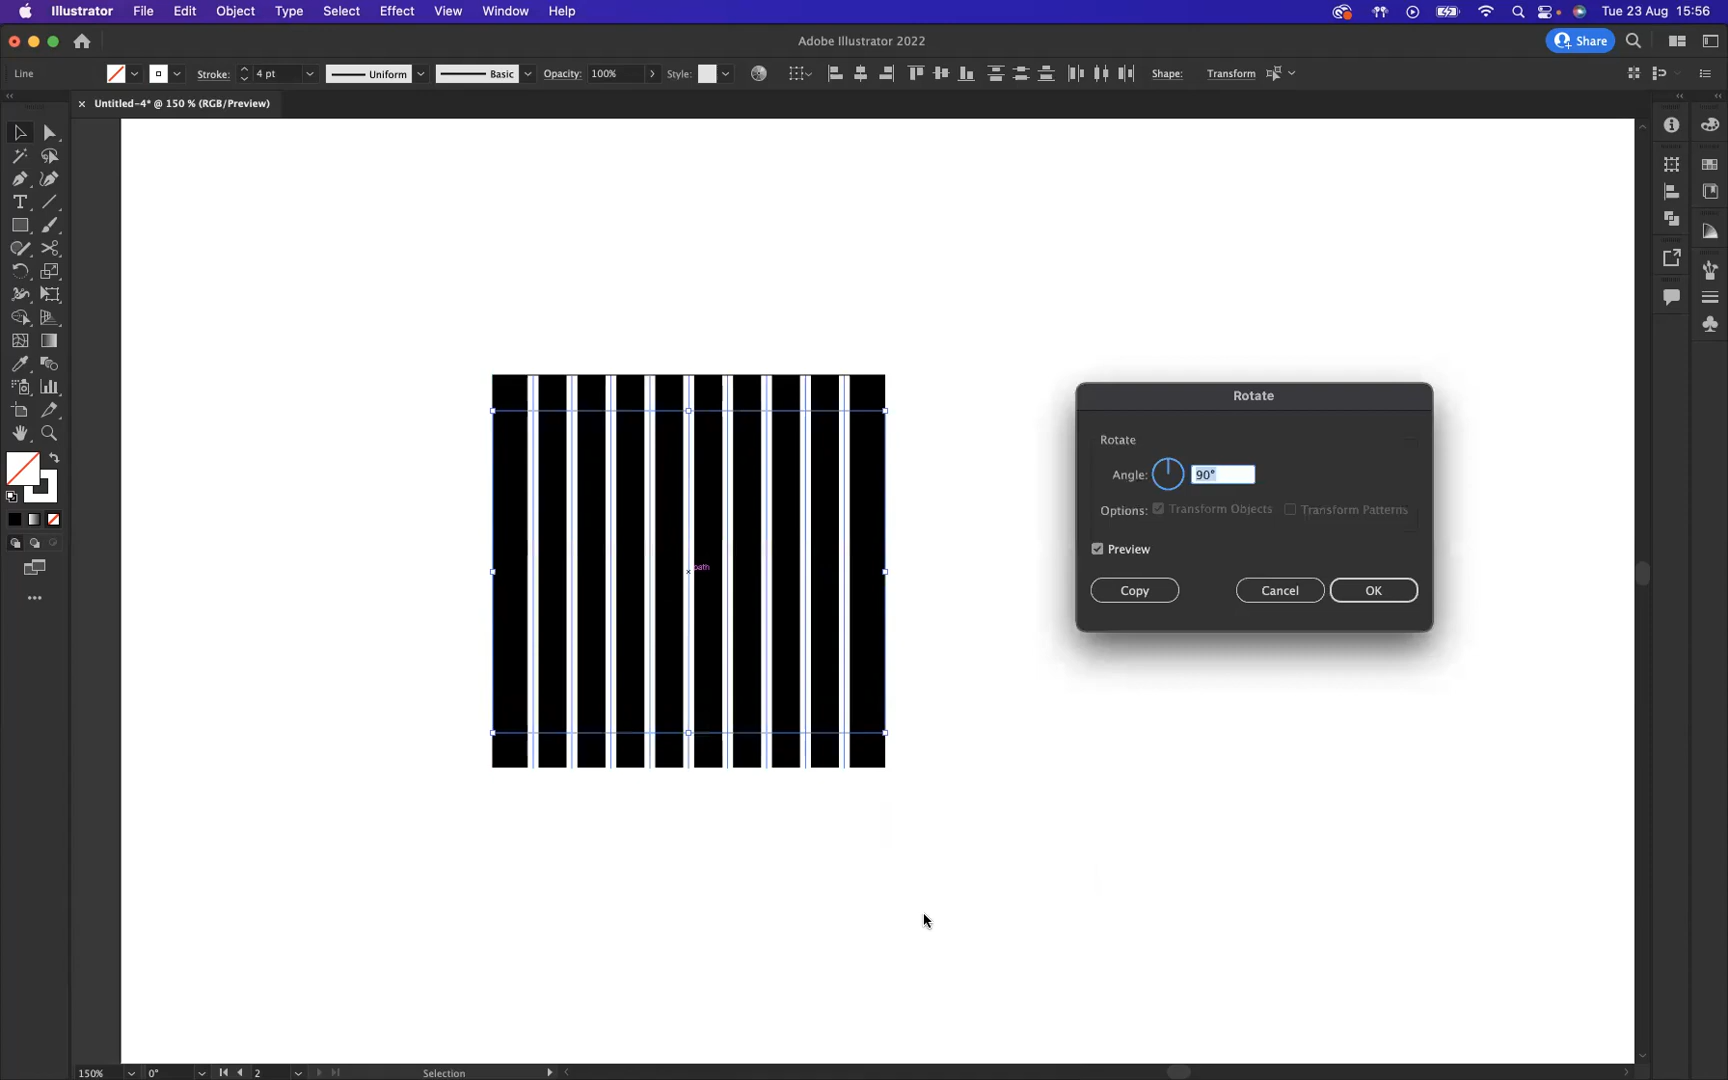 Illustrator File Edit Object Type Select Effect View Window Help Tue 23 Aug 15:56
Adobe Illustrator 2022 Share
Line Stroke: 4 pt Uniform Basic Opacity: 100% Style: Shape: Transform
× Untitled-4* @ 150 % (RGB/Preview)
Rotate
Rotate
Angle: 90°
Options: Transform Objects Transform Patterns
Preview
Copy Cancel OK
path
150% 0° 2 Selection